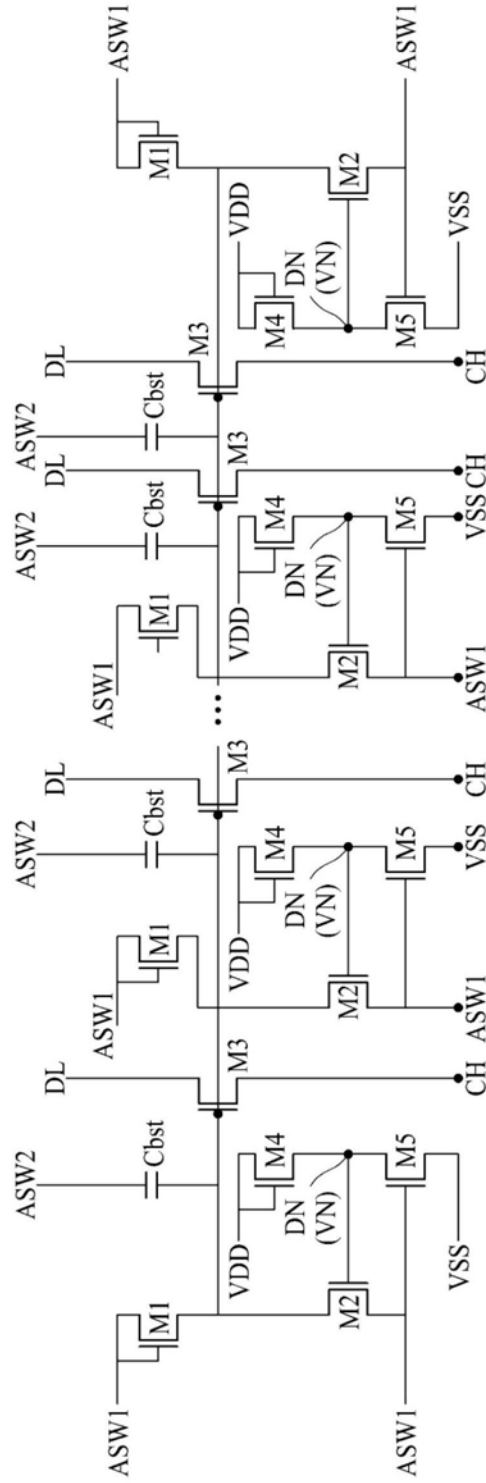 ASW2 DL ASW2 DL ASW2 DL ASW2 DL
ASW1 ASW1 ASW1 ASW1
M1 Cbst M1 Cbst M1 Cbst Cbst M1
M3 M3 M3 M3
VDD VDD VDD VDD
M4 M4 M4 M4
DN DN DN DN
(VN) (VN) (VN) (VN)
M2 M2 M2 M2
M5 M5 M5 M5
ASW1 VSS CH ASW1 VSS CH ASW1 VSS CH CH VSS ASW1